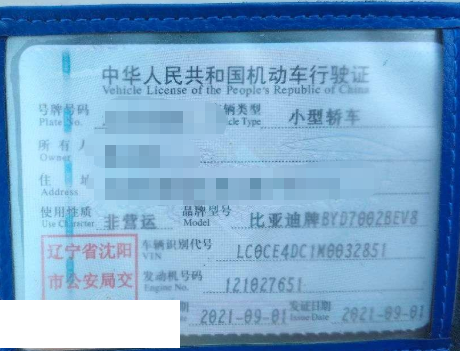 中华人民共和国机动车行驶证
Vehicle License of the People's Republic of China
号牌号码 车辆类型 小型轿车
Plate No. Vehicle Type
所有人
Owner
住址
Address
使用性质 非营运 品牌型号 比亚迪牌BYD7002BEV8
Use Character Model
辽宁省沈阳 车辆识别代号 LC0CE4DC1M0032851
VIN
市公安局交 发动机号码 121027651
Engine No.
日期 2021-09-01 发证日期 2021-09-01
Date Issue Date